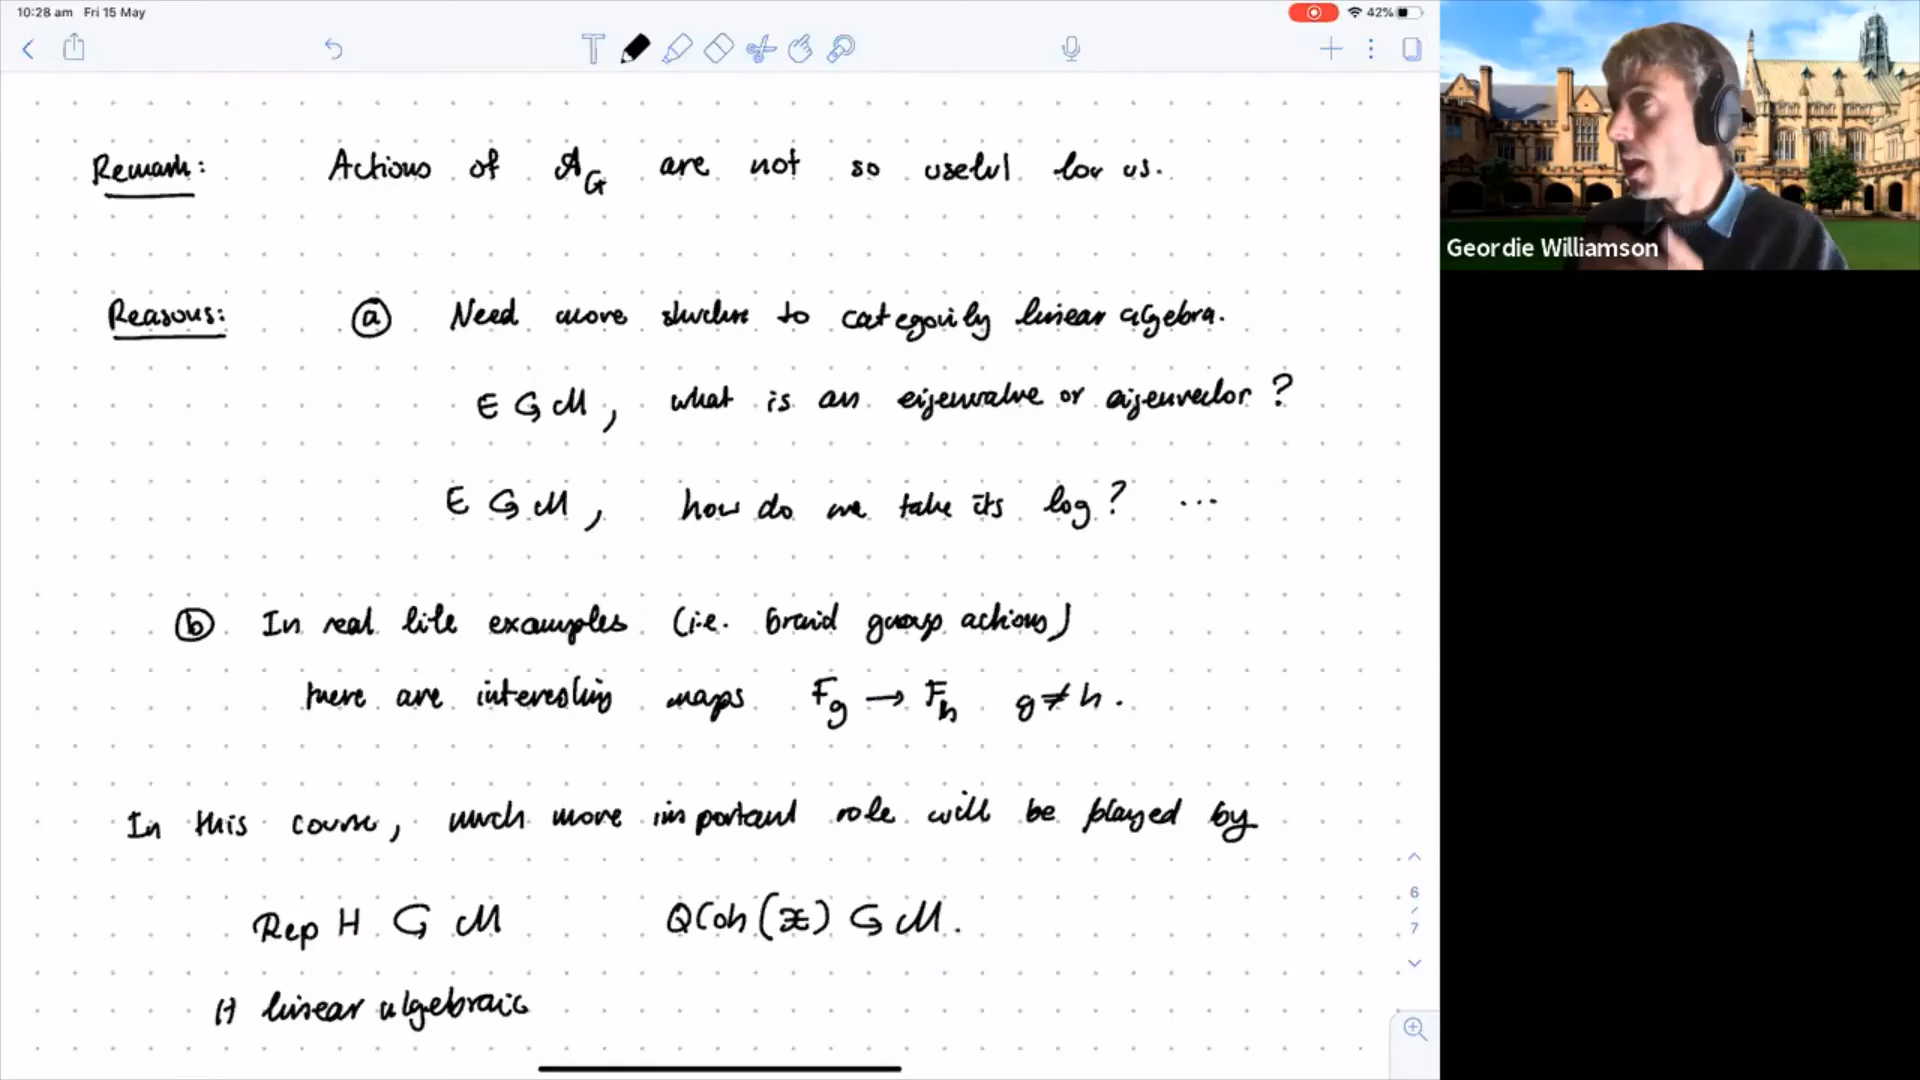 10:28 am Fri 15 May
42%
Remark: Actions of 𝒜_G are not so useful for us.
Reasons: ⓐ Need more structure to categorify linear algebra.
E ↻ ℳ, what is an eigenvalue or eigenvector?
E ↻ ℳ, how do we take its log? ...
ⓑ In real life examples (i.e. braid group actions)
there are interesting maps F_g → F_h g ≠ h.
In this course, much more important role will be played by
Rep H ↻ ℳ QCoh(𝒳) ↻ ℳ.
H linear algebraic
6 / 7
Geordie Williamson